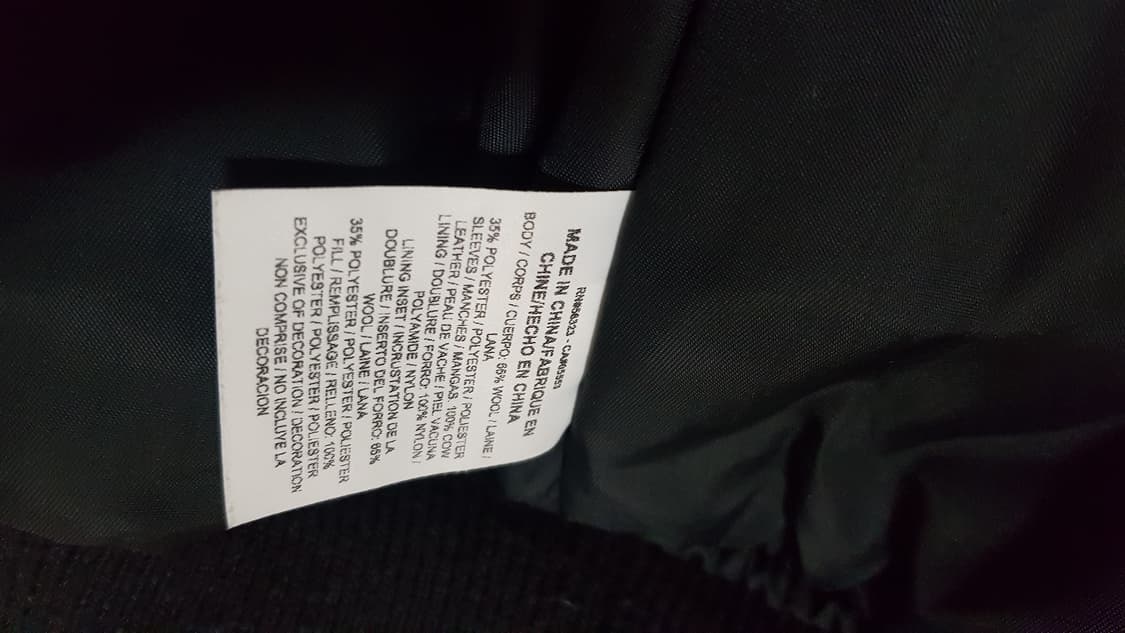 MADE IN CHINA/FABRIQUE EN
CHINE/HECHO EN CHINA
BODY / CORPS / CUERPO: 65% WOOL / LAINE /
LANA
35% POLYESTER / POLYESTER / POLIESTER
SLEEVES / MANCHES / MANGAS: 100% COW
LEATHER / PEAU DE VACHE / PIEL VACUNA
LINING / DOUBLURE / FORRO: 100% NYLON /
POLYAMIDE / NYLON
LINING INSET / INCRUSTATION DE LA
DOUBLURE / INSERTO DEL FORRO: 65%
WOOL / LAINE / LANA
35% POLYESTER / POLYESTER / POLIESTER
FILL / REMPLISSAGE / RELLENO: 100%
POLYESTER / POLYESTER / POLIESTER
EXCLUSIVE OF DECORATION / DECORATION
NON COMPRISE / NO INCLUYE LA
DECORACION